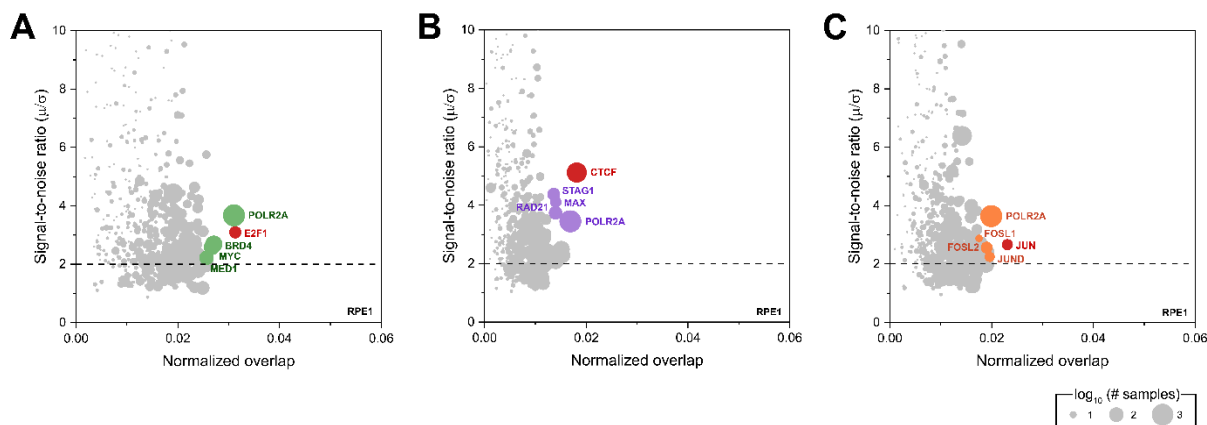 A
Signal-to-noise ratio (μ/σ)
10
8
6
4
2
0
POLR2A
E2F1
BRD4
MYC
MED1
RPE1
0.00 0.02 0.04 0.06
Normalized overlap
B
Signal-to-noise ratio (μ/σ)
10
8
6
4
2
0
CTCF
STAG1
MAX
RAD21
POLR2A
RPE1
0.00 0.02 0.04 0.06
Normalized overlap
C
Signal-to-noise ratio (μ/σ)
10
8
6
4
2
0
POLR2A
FOSL1
JUN
FOSL2
JUND
RPE1
0.00 0.02 0.04 0.06
Normalized overlap
log₁₀ (# samples)
1 2 3